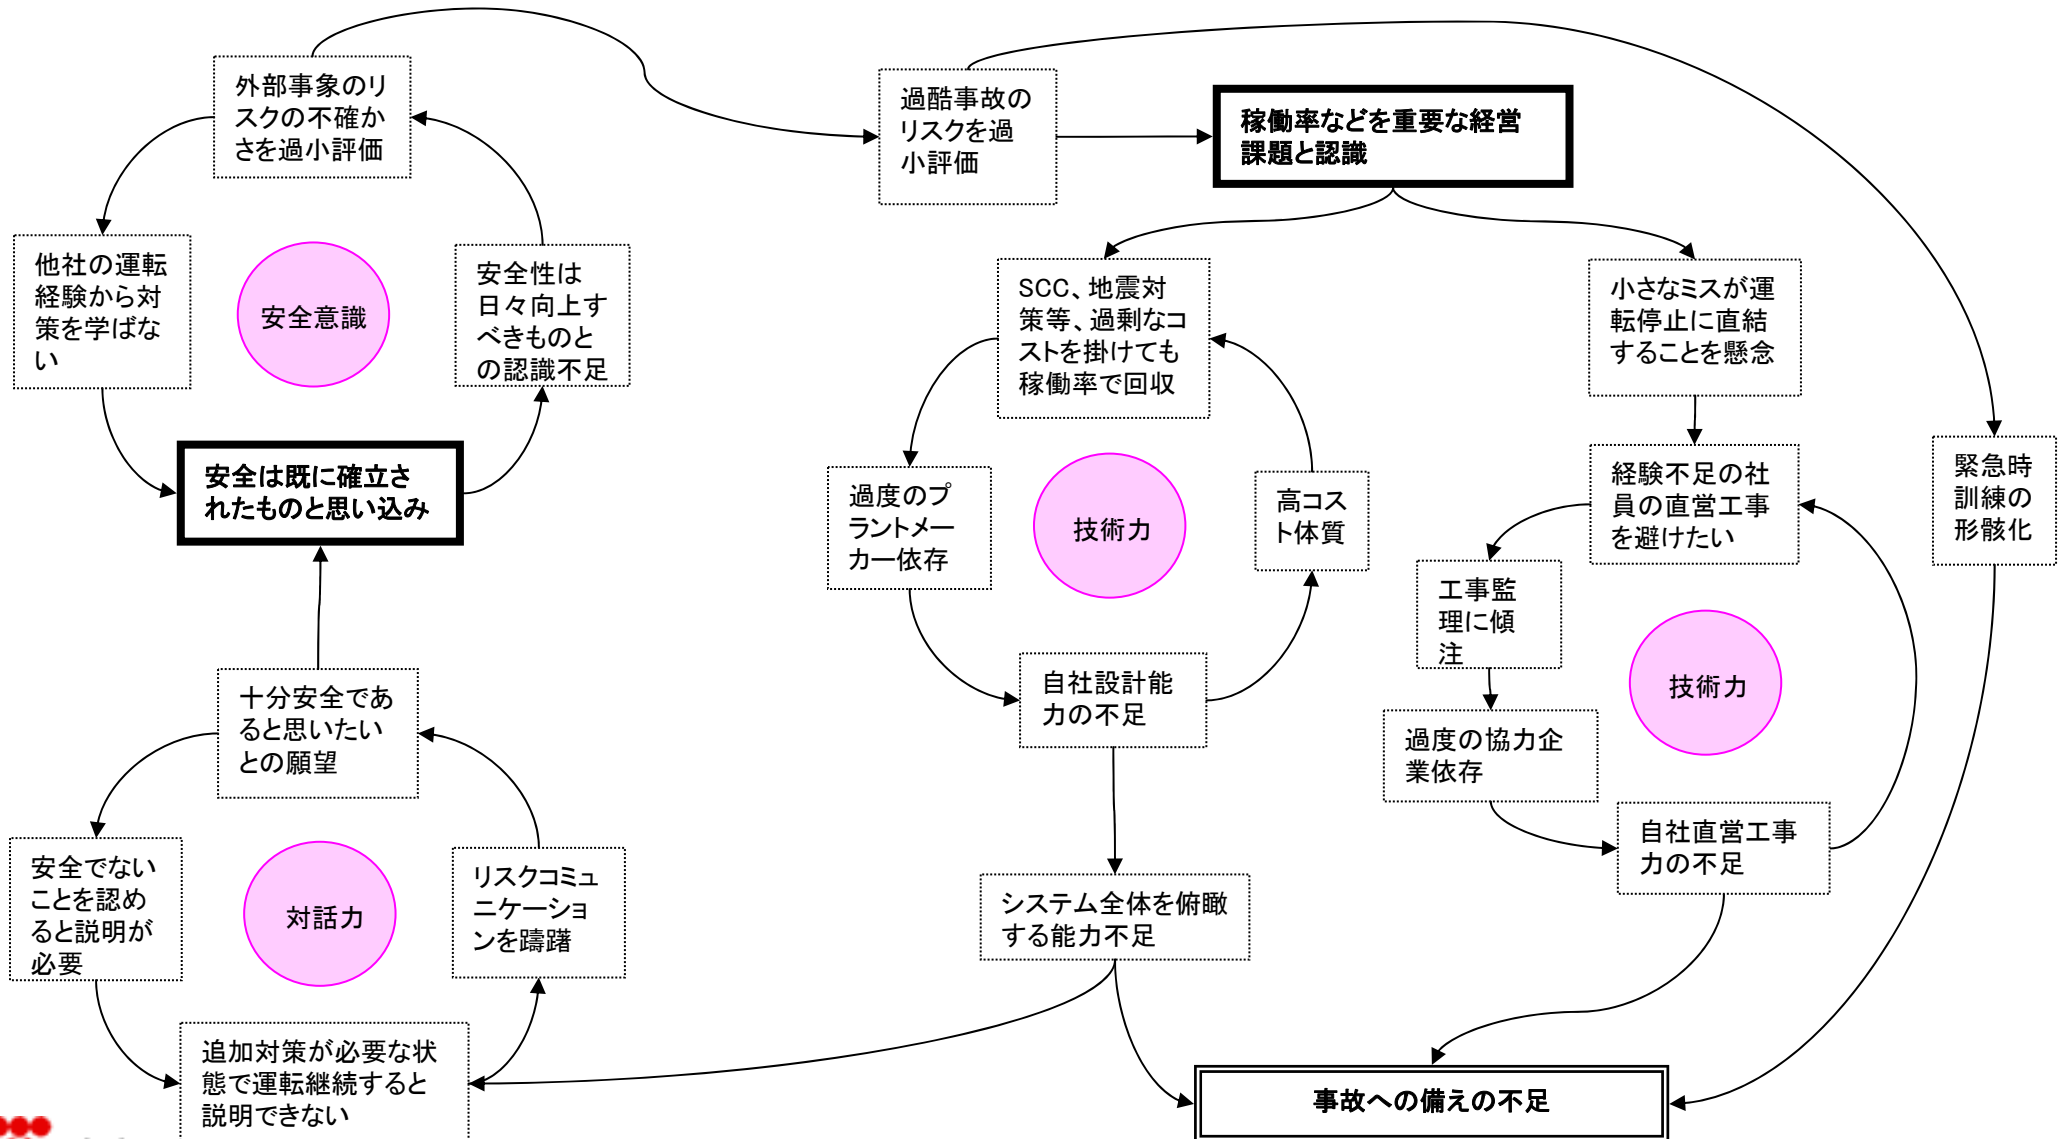 外部事象のリ
スクの不確か
さを過小評価
過酷事故の
リスクを過
小評価
稼働率などを重要な経営
課題と認識
他社の運転
経験から対
策を学ばな
い
安全意識
安全性は
日々向上す
べきものと
の認識不足
SCC、地震対
策等、過剰なコ
ストを掛けても
稼働率で回収
小さなミスが運
転停止に直結
することを懸念
安全は既に確立さ
れたものと思い込み
過度のプ
ラントメー
カー依存
技術力
高コス
ト体質
経験不足の社
員の直営工事
を避けたい
緊急時
訓練の
形骸化
工事監
理に傾
注
技術力
十分安全であ
ると思いたい
との願望
自社設計能
力の不足
過度の協力企
業依存
自社直営工事
力の不足
安全でない
ことを認め
ると説明が
必要
対話力
リスクコミュ
ニケーショ
ンを躊躇
システム全体を俯瞰
する能力不足
追加対策が必要な状
態で運転継続すると
説明できない
事故への備えの不足